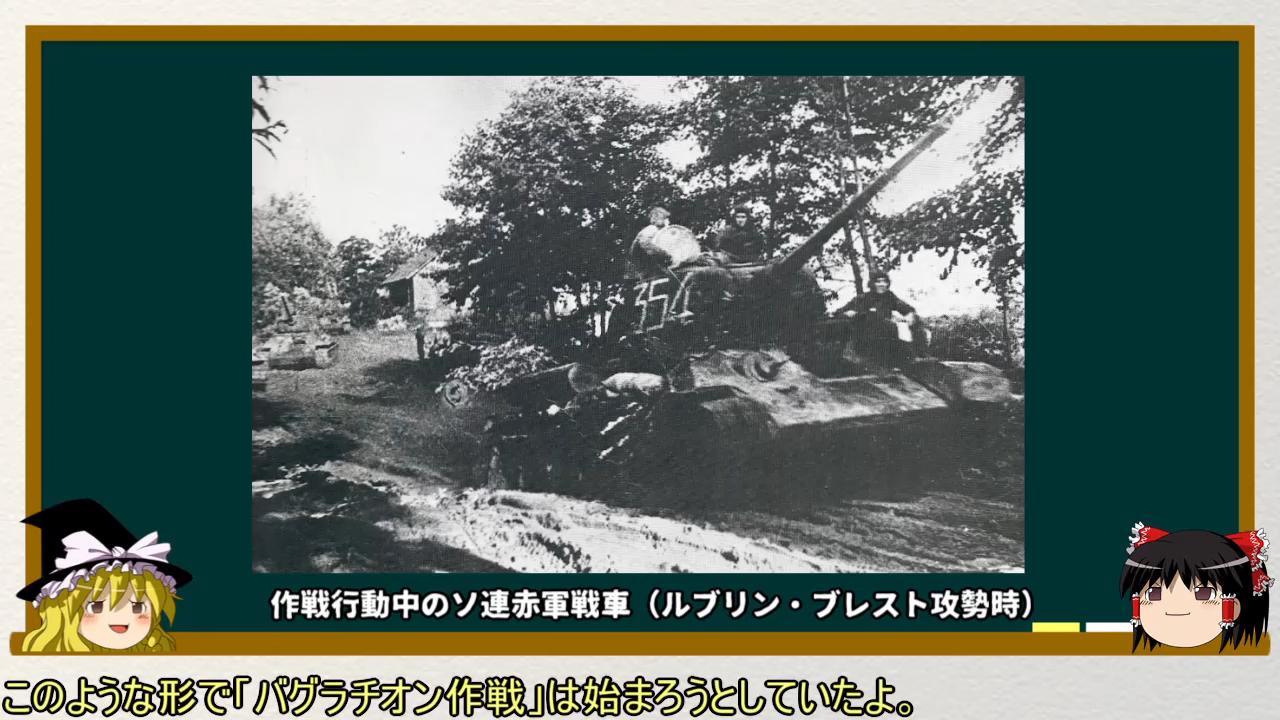 354
作戦行動中のソ連赤軍戦車（ルブリン・ブレスト攻勢時）
このような形で「バグラチオン作戦」は始まろうとしていたよ。